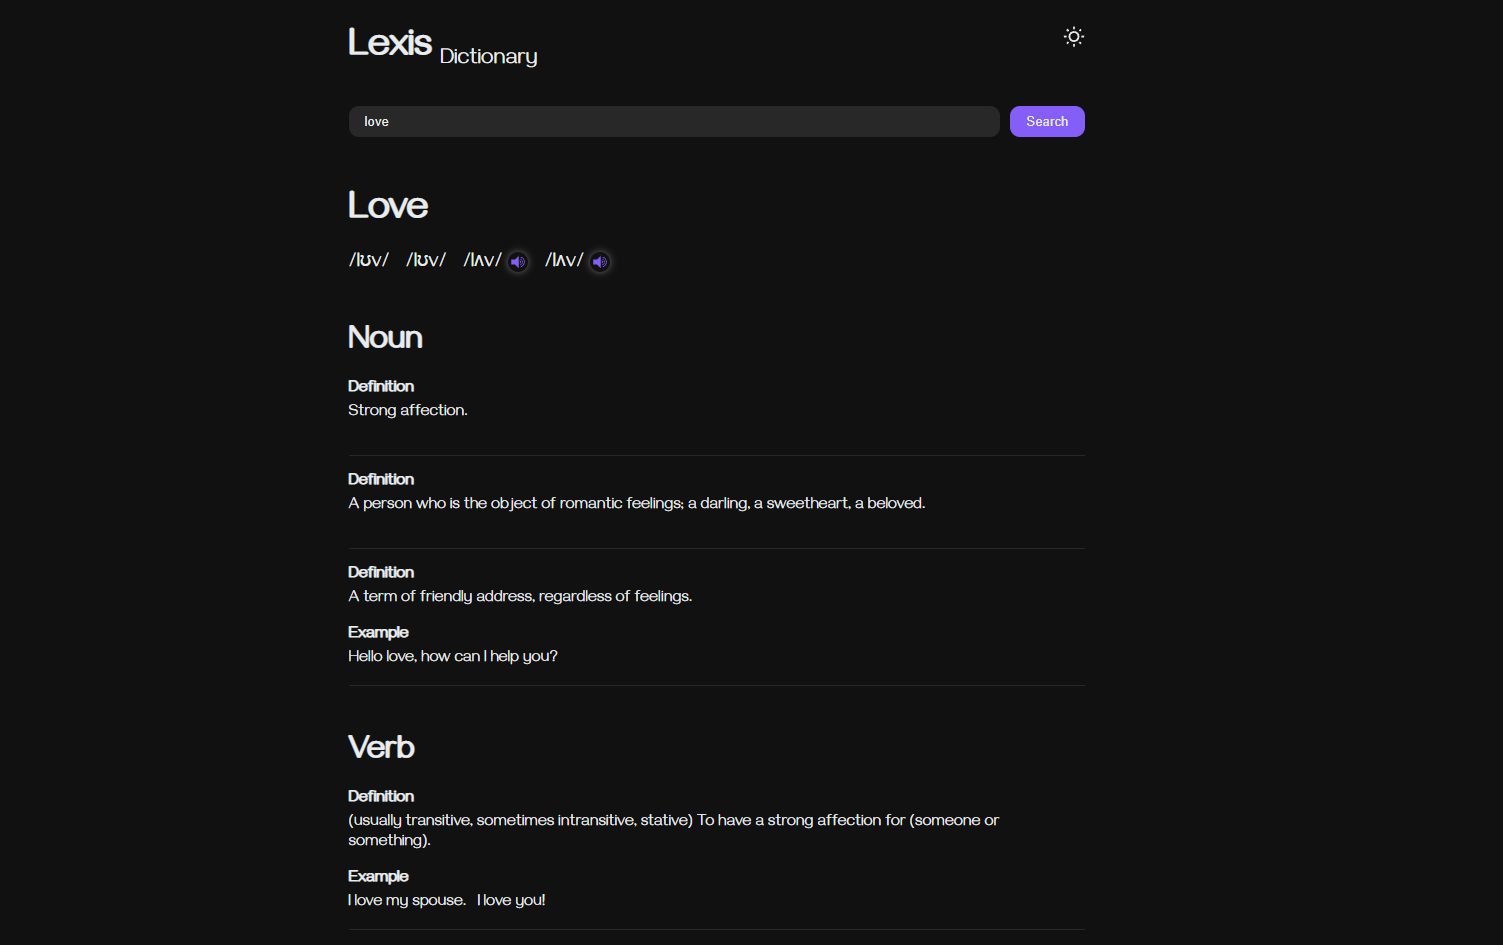 Lexis Dictionary
love
Search
Love
/lʊv/ /lʊv/ /lʌv/ /lʌv/
Noun
Definition
Strong affection.
Definition
A person who is the object of romantic feelings; a darling, a sweetheart, a beloved.
Definition
A term of friendly address, regardless of feelings.
Example
Hello love, how can I help you?
Verb
Definition
(usually transitive, sometimes intransitive, stative) To have a strong affection for (someone or
something).
Example
I love my spouse. I love you!